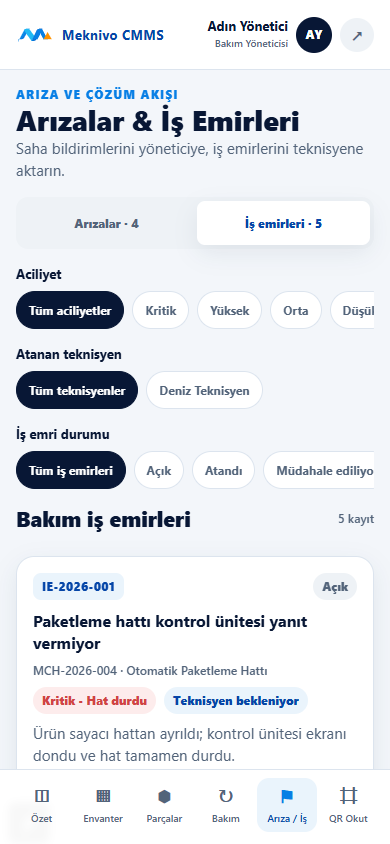 Meknivo CMMS
Adın Yönetici
Bakım Yöneticisi
AY
ARIZA VE ÇÖZÜM AKIŞI
Arızalar & İş Emirleri
Saha bildirimlerini yöneticiye, iş emirlerini teknisyene
aktarın.
Arızalar · 4
İş emirleri · 5
Aciliyet
Tüm aciliyetler
Kritik
Yüksek
Orta
Düşük
Atanan teknisyen
Tüm teknisyenler
Deniz Teknisyen
İş emri durumu
Tüm iş emirleri
Açık
Atandı
Müdahale ediliyo
Bakım iş emirleri
5 kayıt
IE-2026-001
Açık
Paketleme hattı kontrol ünitesi yanıt
vermiyor
MCH-2026-004 · Otomatik Paketleme Hattı
Kritik - Hat durdu
Teknisyen bekleniyor
Ürün sayacı hattan ayrıldı; kontrol ünitesi ekranı
dondu ve hat tamamen durdu.
Özet
Envanter
Parçalar
Bakım
Arıza / İş
QR Okut